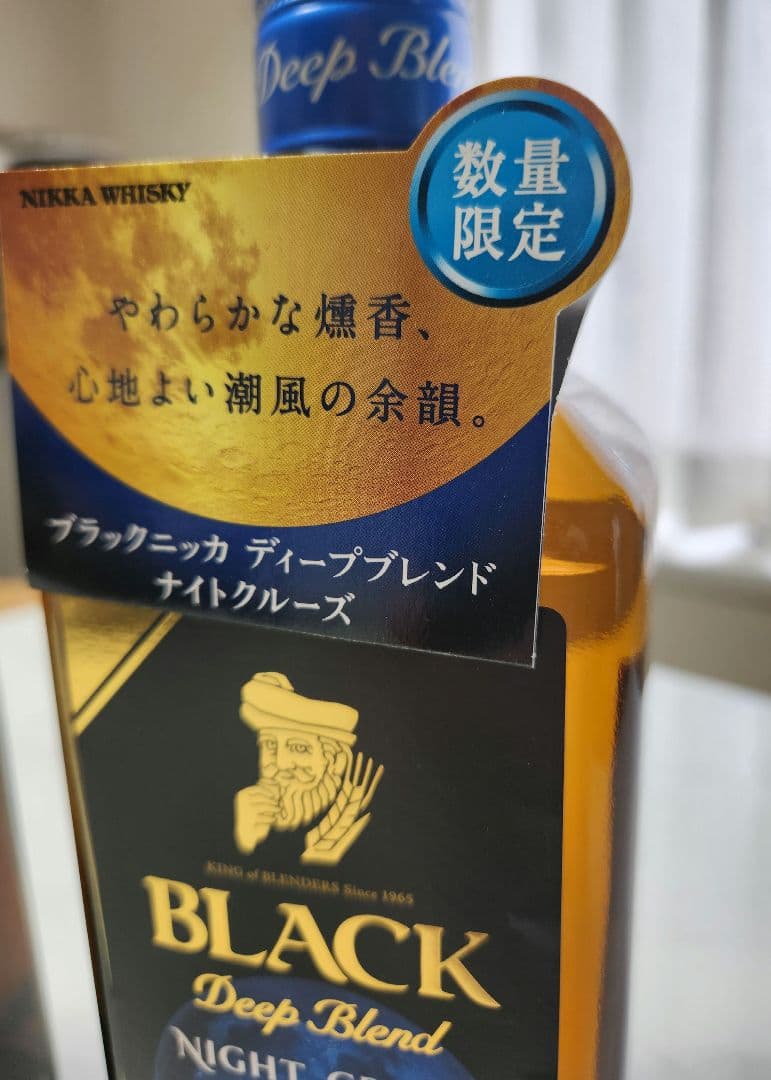 Deep Ble
NIKKA WHISKY
数量
限定
やわらかな燻香、
心地よい潮風の余韻。
ブラックニッカ ディープブレンド
ナイトクルーズ
KING of BLENDERS Since 1965
BLACK
Deep Blend
NIGHT